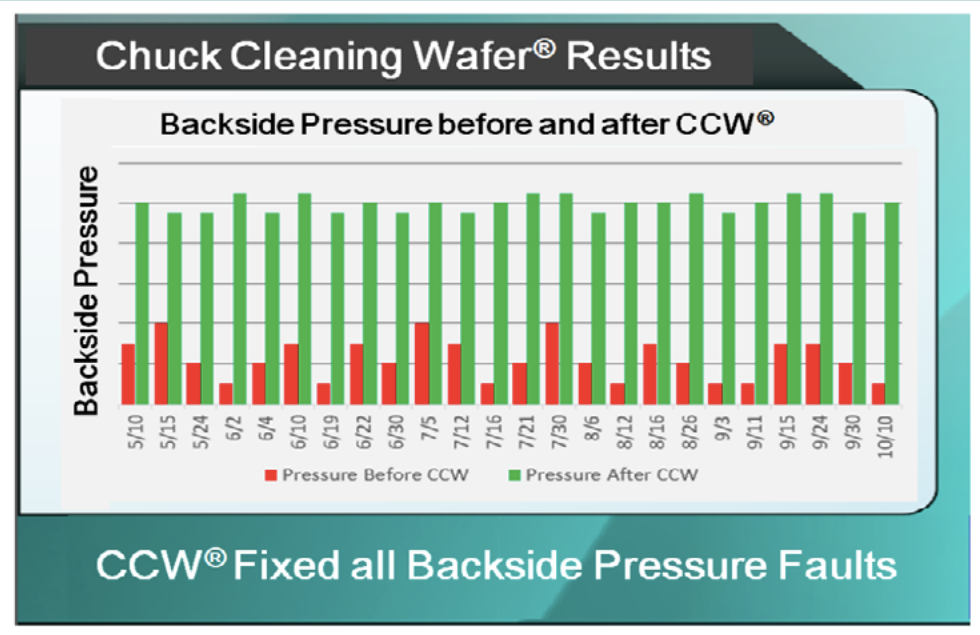 Chuck Cleaning Wafer® Results
Backside Pressure before and after CCW®
Backside Pressure
5/10 5/15 5/24 6/2 6/4 6/10 6/19 6/22 6/30 7/5 7/12 7/16 7/21 7/30 8/6 8/12 8/16 8/26 9/3 9/11 9/15 9/24 9/30 10/10
Pressure Before CCW Pressure After CCW
CCW® Fixed all Backside Pressure Faults